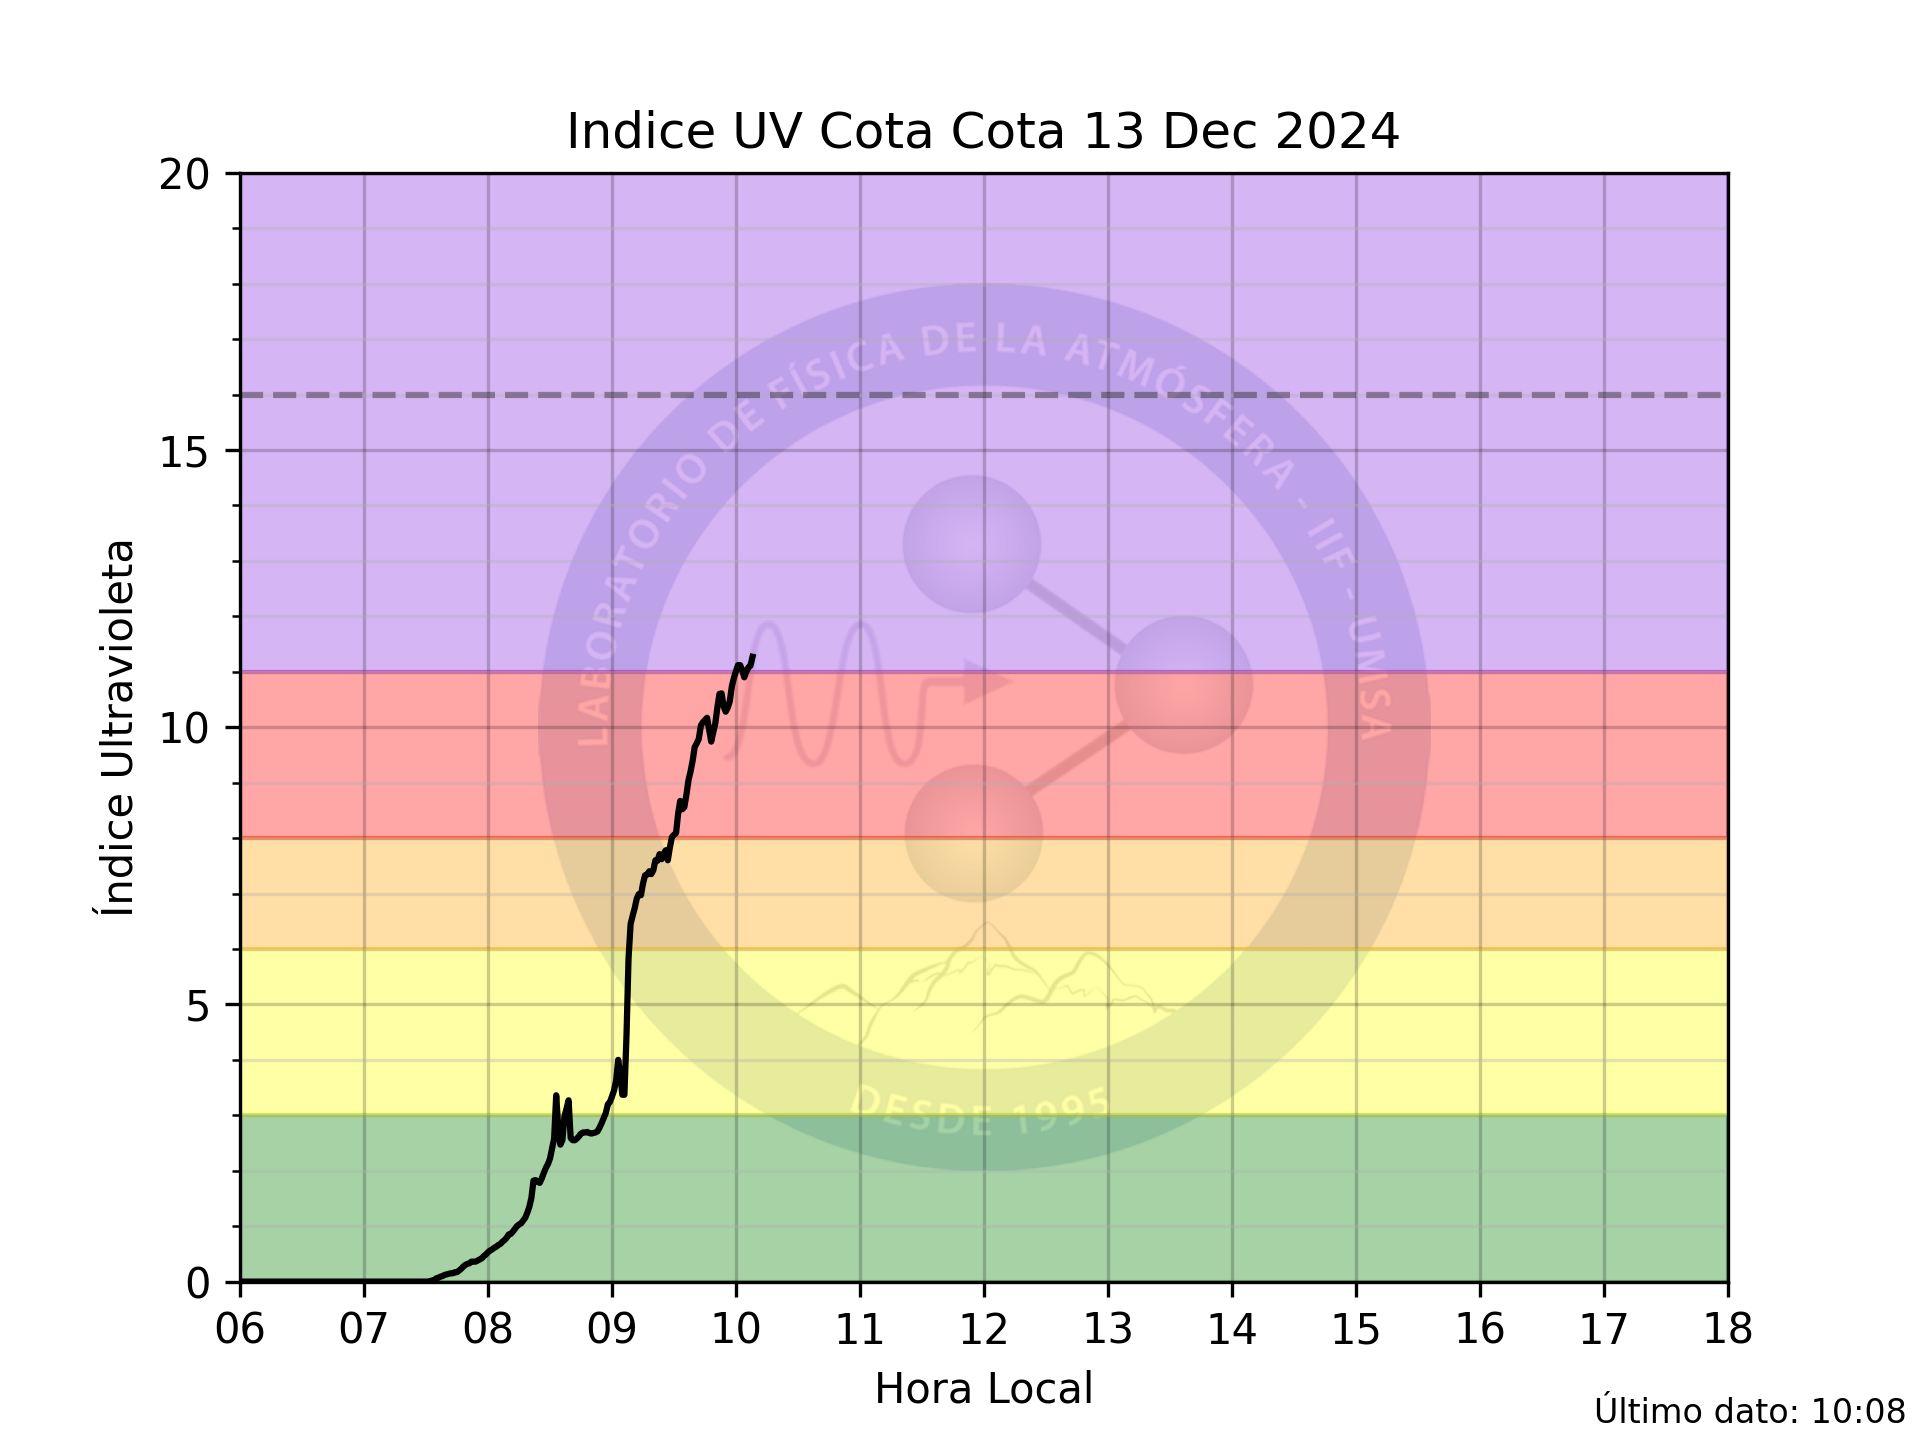 Indice UV Cota Cota 13 Dec 2024
20
15
10
5
0
Índice Ultravioleta
LABORATORIO DE FÍSICA DE LA ATMÓSFERA - IIF - UMSA
DESDE 1995
06 07 08 09 10 11 12 13 14 15 16 17 18
Hora Local
Último dato: 10:08